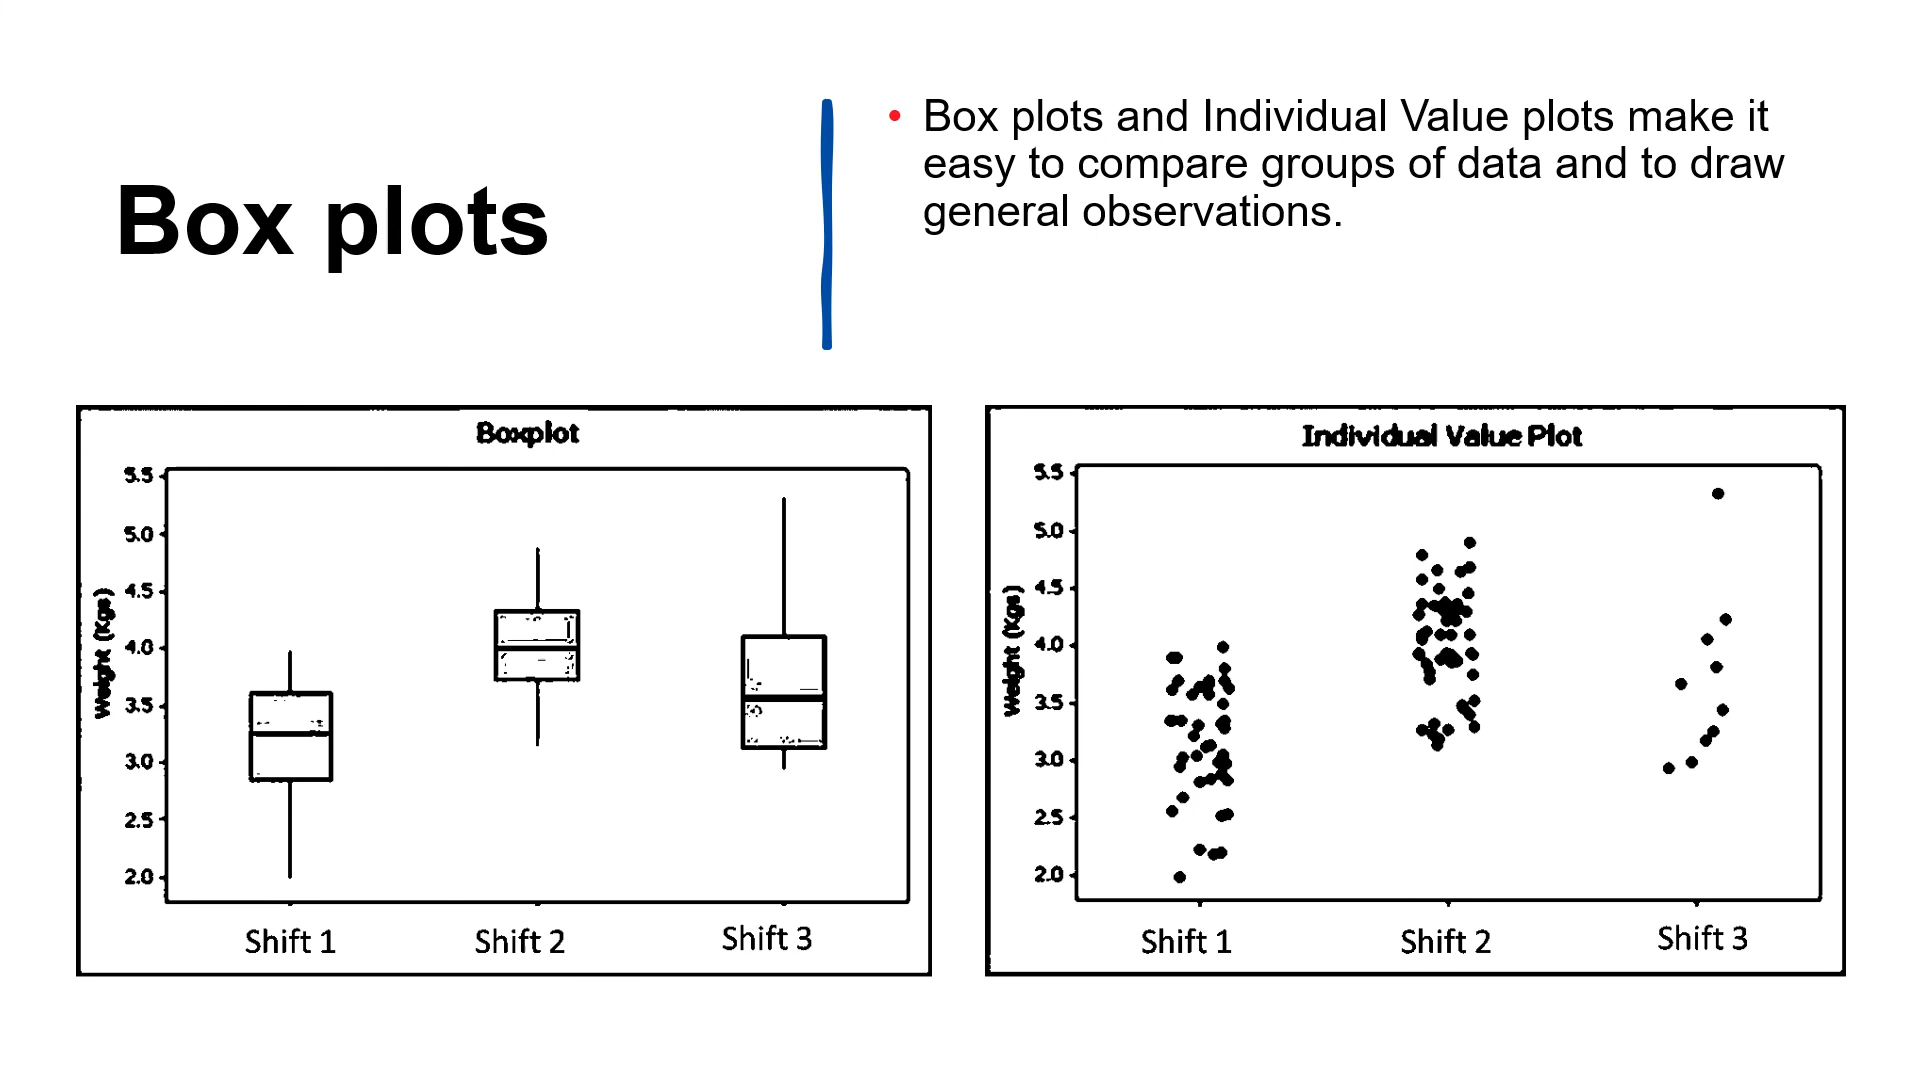 Box plots
• Box plots and Individual Value plots make it
easy to compare groups of data and to draw
general observations.
Boxplot
5.5
5.0
4.5
4.0
3.5
3.0
2.5
2.0
Weight (Kgs)
Shift 1
Shift 2
Shift 3
Individual Value Plot
5.5
5.0
4.5
4.0
3.5
3.0
2.5
2.0
Weight (Kgs)
Shift 1
Shift 2
Shift 3